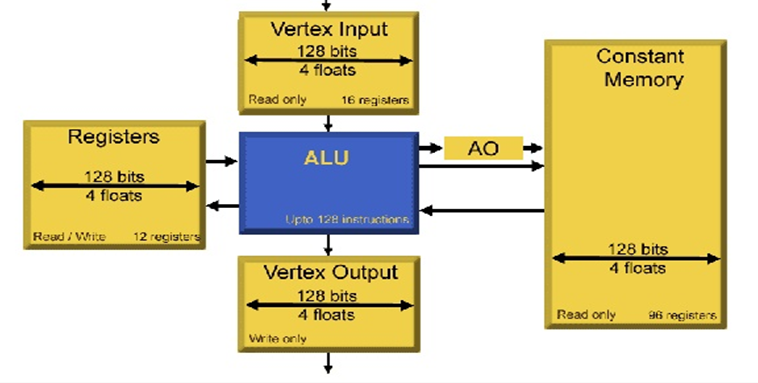 Vertex Input
128 bits
4 floats
Read only 16 registers
Registers
128 bits
4 floats
Read / Write 12 registers
ALU
Upto 128 instructions
AO
Constant
Memory
128 bits
4 floats
Read only 96 registers
Vertex Output
128 bits
4 floats
Write only